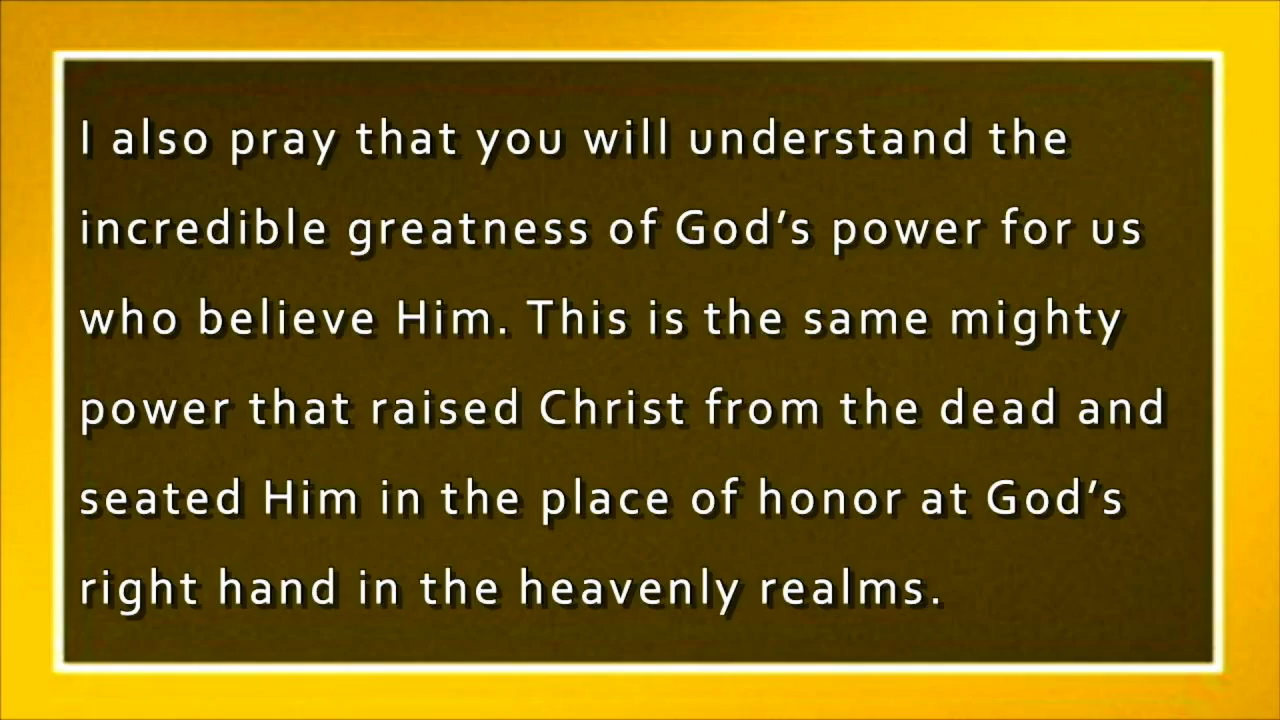 I also pray that you will understand the
incredible greatness of God’s power for us
who believe Him. This is the same mighty
power that raised Christ from the dead and
seated Him in the place of honor at God’s
right hand in the heavenly realms.